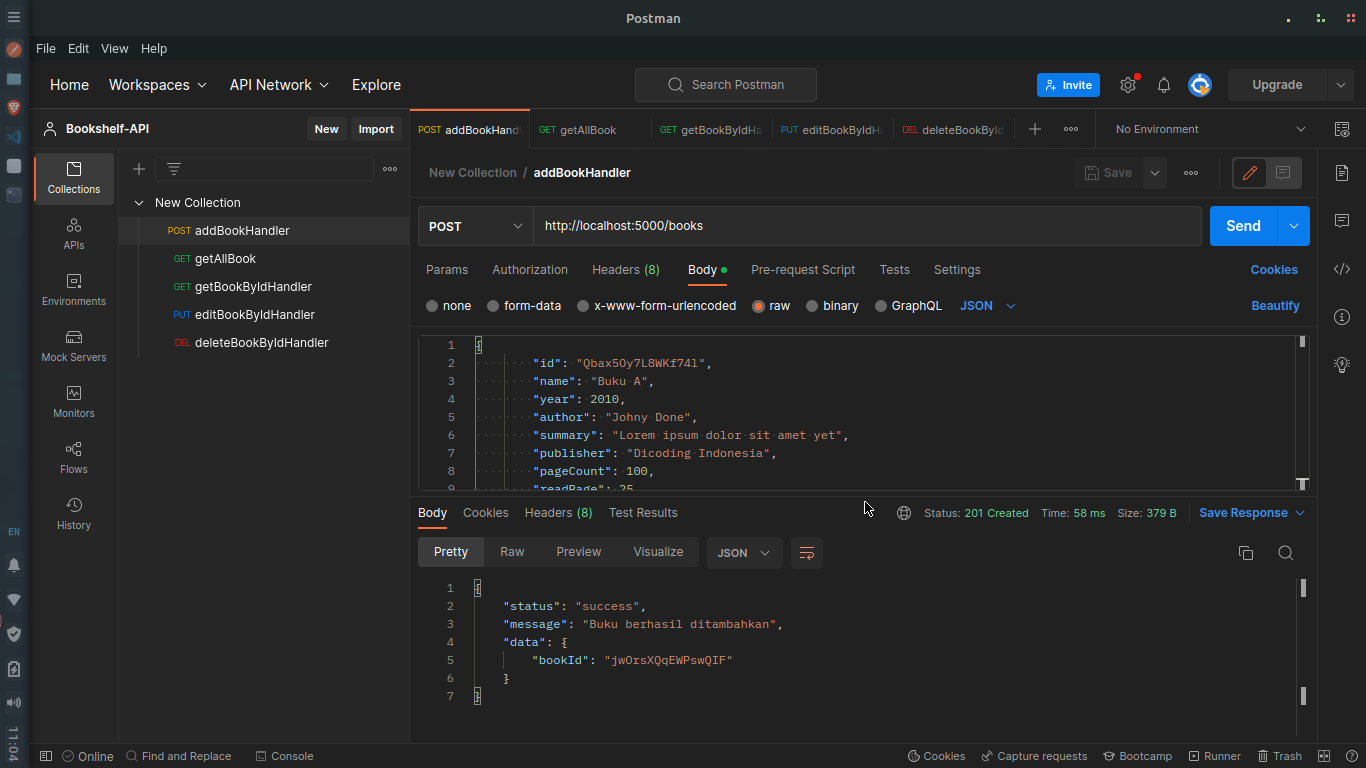 Postman
File Edit View Help
Home Workspaces API Network Explore Search Postman Invite Upgrade
Bookshelf-API New Import
POST addBookHand GET getAllBook GET getBookByIdHa PUT editBookByIdHa DEL deleteBookById No Environment
Collections
APIs
Environments
Mock Servers
Monitors
Flows
History
New Collection
POST addBookHandler
GET getAllBook
GET getBookByIdHandler
PUT editBookByIdHandler
DEL deleteBookByIdHandler
New Collection / addBookHandler Save
POST http://localhost:5000/books Send
Params Authorization Headers (8) Body Pre-request Script Tests Settings Cookies
none form-data x-www-form-urlencoded raw binary GraphQL JSON Beautify
1 {
2 "id": "Qbax5Oy7L8WKf74l",
3 "name": "Buku A",
4 "year": 2010,
5 "author": "Johny Done",
6 "summary": "Lorem ipsum dolor sit amet yet",
7 "publisher": "Dicoding Indonesia",
8 "pageCount": 100,
9 "readPage": 25
Body Cookies Headers (8) Test Results Status: 201 Created Time: 58 ms Size: 379 B Save Response
Pretty Raw Preview Visualize JSON
1 {
2 "status": "success",
3 "message": "Buku berhasil ditambahkan",
4 "data": {
5 "bookId": "jwOrsXQqEWPswQIF"
6 }
7 }
EN
11:04
Online Find and Replace Console Cookies Capture requests Bootcamp Runner Trash